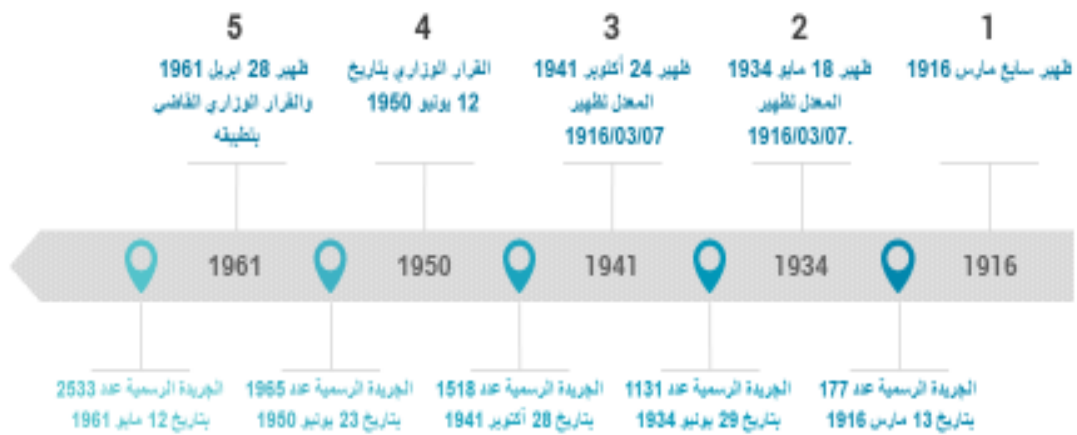 1
ظهير سابع مارس 1916
2
ظهير 18 مايو 1934
المعدل لظهير
1916/03/07.
3
ظهير 24 أكتوبر 1941
المعدل لظهير
1916/03/07
4
القرار الوزاري بتاريخ
12 يونيو 1950
5
ظهير 28 ابريل 1961
والقرار الوزاري القاضي
بتطبيقه
1916
1934
1941
1950
1961
الجريدة الرسمية عدد 177
بتاريخ 13 مارس 1916
الجريدة الرسمية عدد 1131
بتاريخ 29 يونيو 1934
الجريدة الرسمية عدد 1518
بتاريخ 28 أكتوبر 1941
الجريدة الرسمية عدد 1965
بتاريخ 23 يونيو 1950
الجريدة الرسمية عدد 2533
بتاريخ 12 مايو 1961